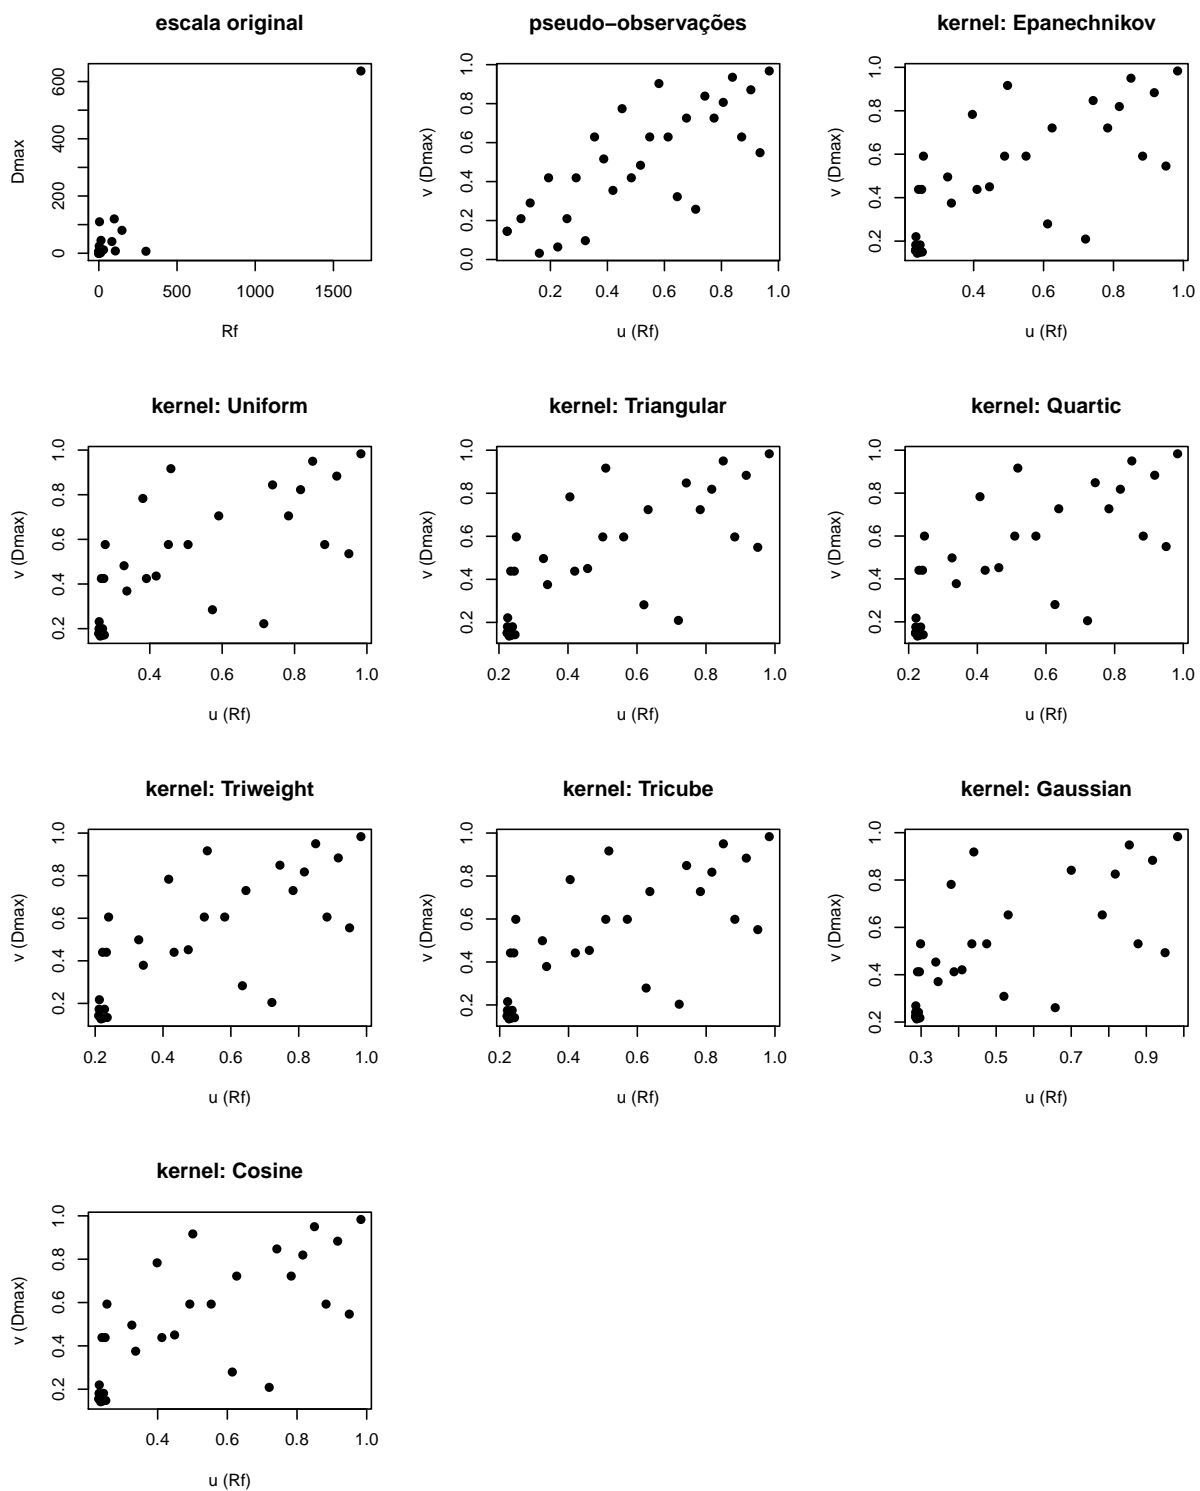 escala original
Dmax
600
400
200
0
0 500 1000 1500
Rf
pseudo−observações
v (Dmax)
1.0
0.8
0.6
0.4
0.2
0.0
0.2 0.4 0.6 0.8 1.0
u (Rf)
kernel: Epanechnikov
v (Dmax)
1.0
0.8
0.6
0.4
0.2
0.4 0.6 0.8 1.0
u (Rf)
kernel: Uniform
v (Dmax)
1.0
0.8
0.6
0.4
0.2
0.4 0.6 0.8 1.0
u (Rf)
kernel: Triangular
v (Dmax)
1.0
0.8
0.6
0.4
0.2
0.2 0.4 0.6 0.8 1.0
u (Rf)
kernel: Quartic
v (Dmax)
1.0
0.8
0.6
0.4
0.2
0.2 0.4 0.6 0.8 1.0
u (Rf)
kernel: Triweight
v (Dmax)
1.0
0.8
0.6
0.4
0.2
0.2 0.4 0.6 0.8 1.0
u (Rf)
kernel: Tricube
v (Dmax)
1.0
0.8
0.6
0.4
0.2
0.2 0.4 0.6 0.8 1.0
u (Rf)
kernel: Gaussian
v (Dmax)
1.0
0.8
0.6
0.4
0.2
0.3 0.5 0.7 0.9
u (Rf)
kernel: Cosine
v (Dmax)
1.0
0.8
0.6
0.4
0.2
0.4 0.6 0.8 1.0
u (Rf)